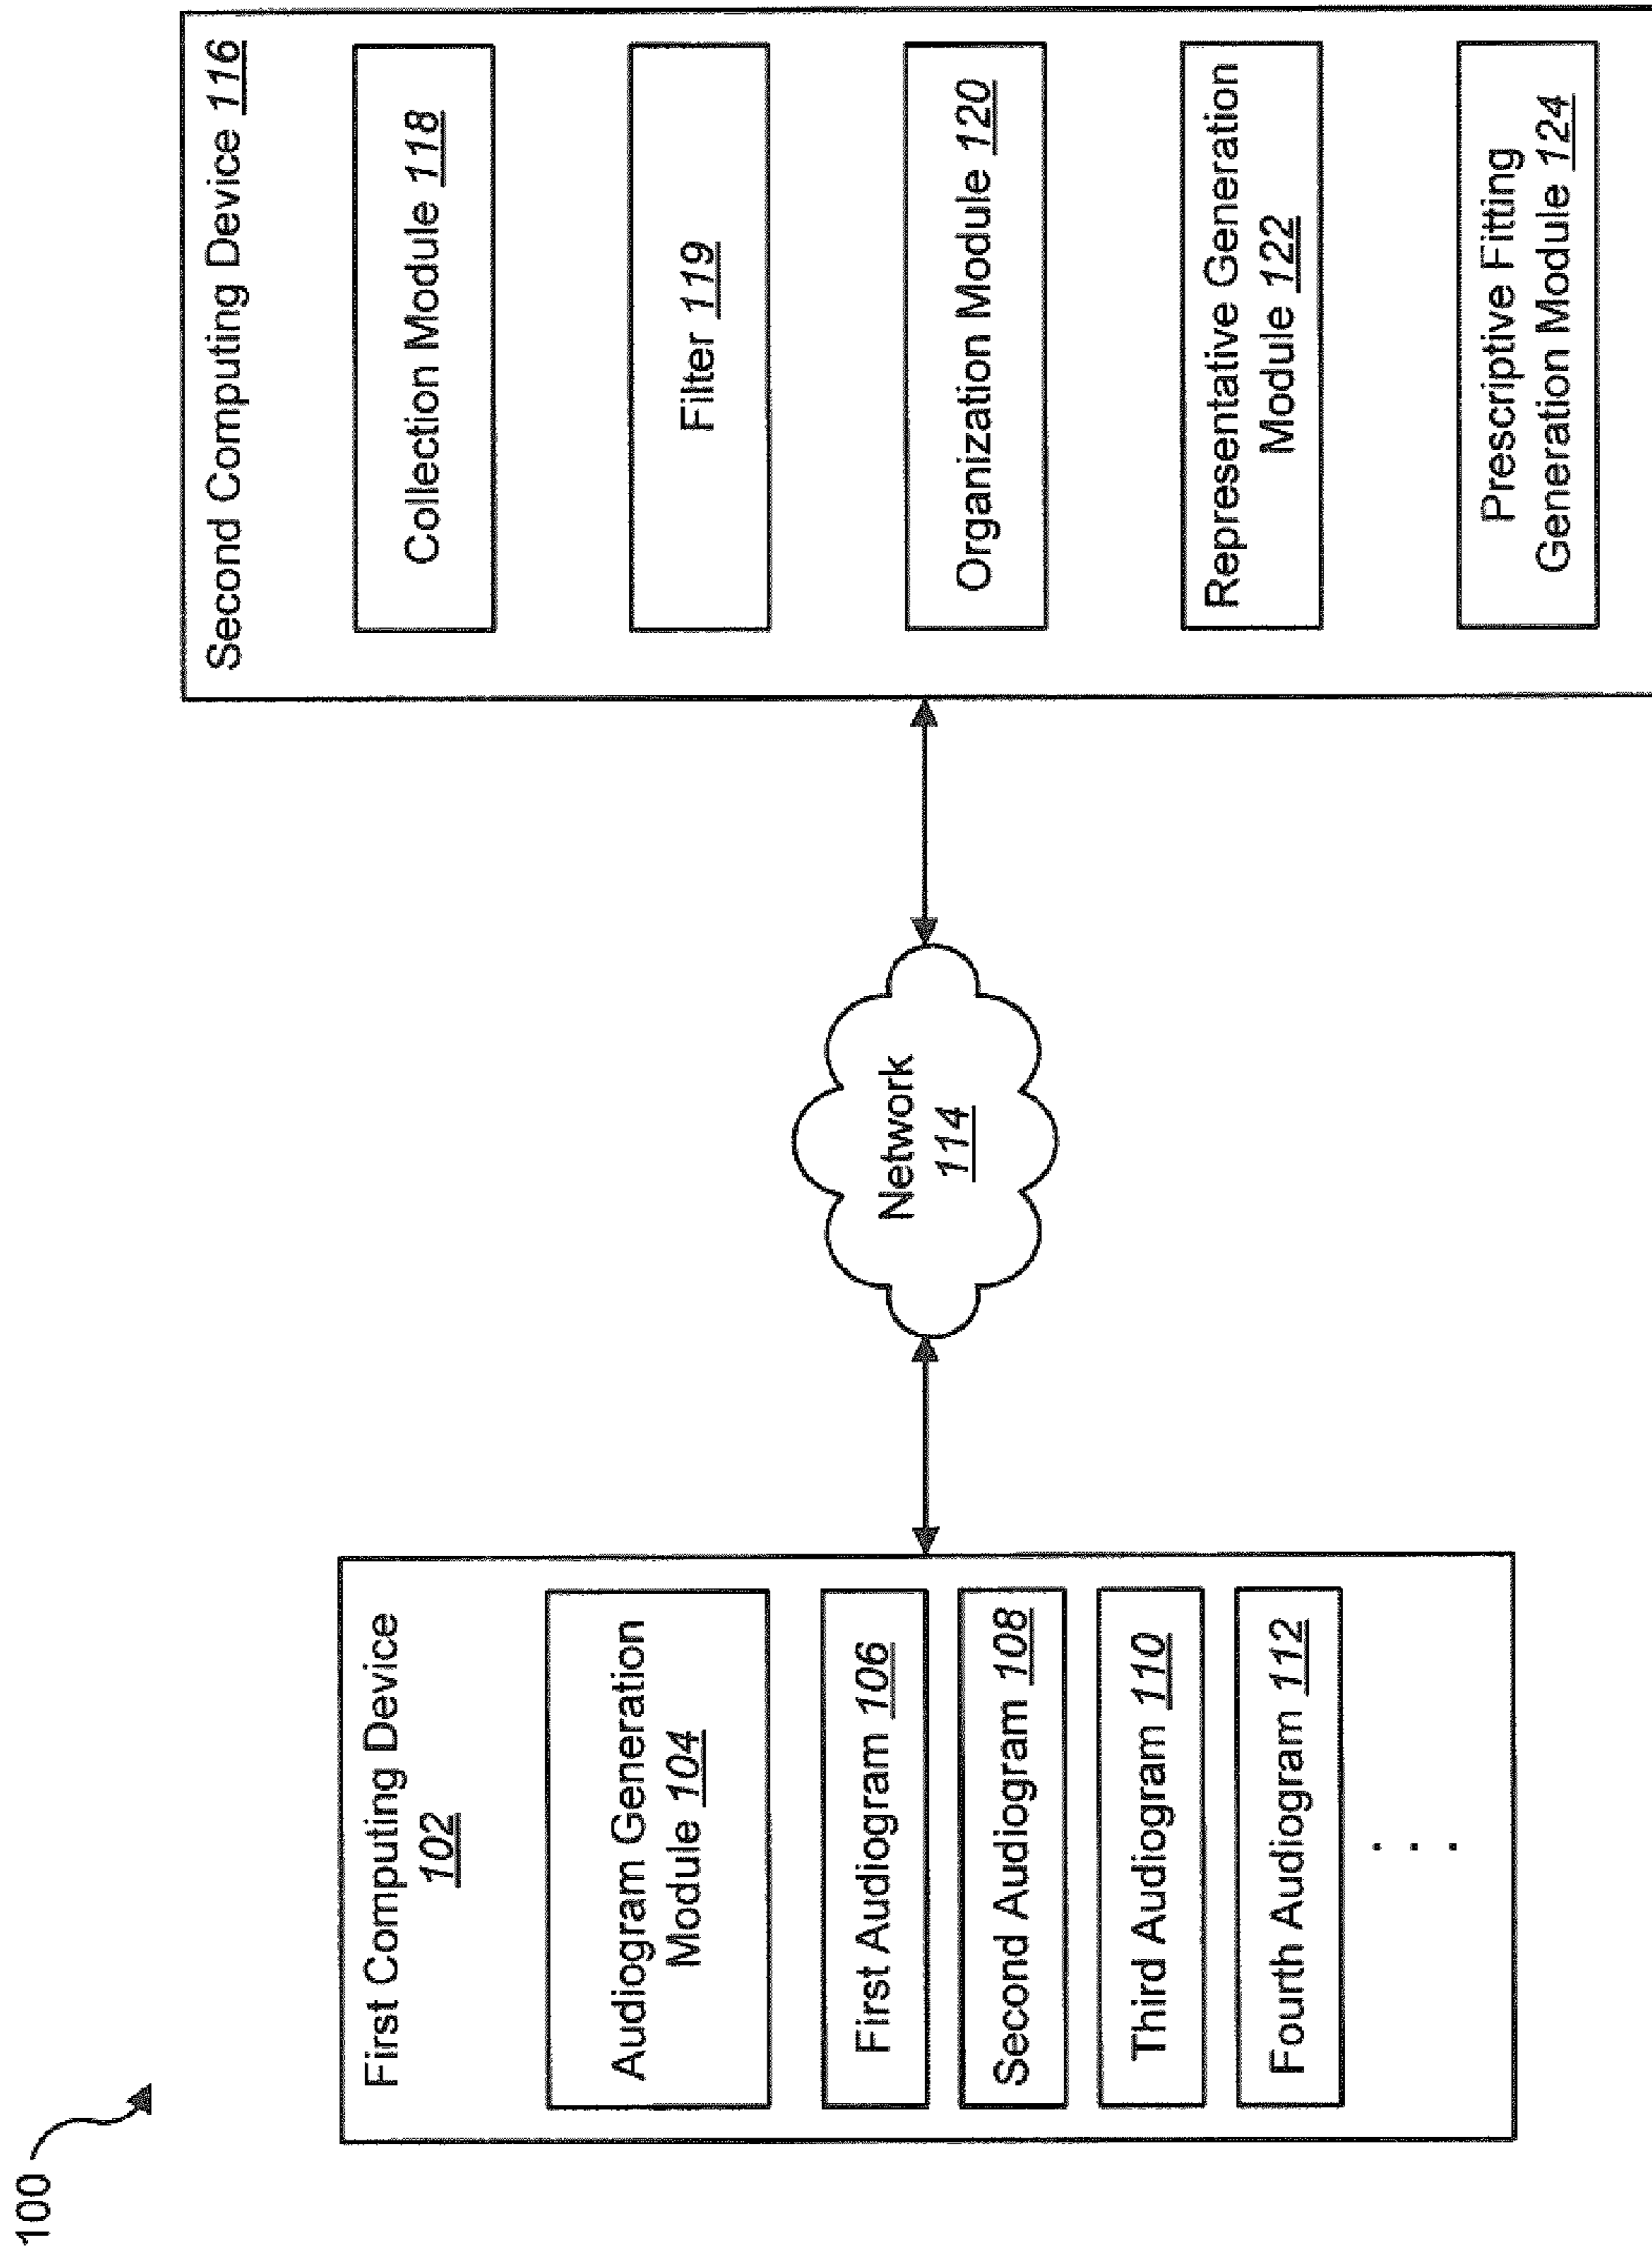 100
First Computing Device
102
Audiogram Generation
Module 104
First Audiogram 106
Second Audiogram 108
Third Audiogram 110
Fourth Audiogram 112
. . .
Network
114
Second Computing Device 116
Collection Module 118
Filter 119
Organization Module 120
Representative Generation
Module 122
Prescriptive Fitting
Generation Module 124